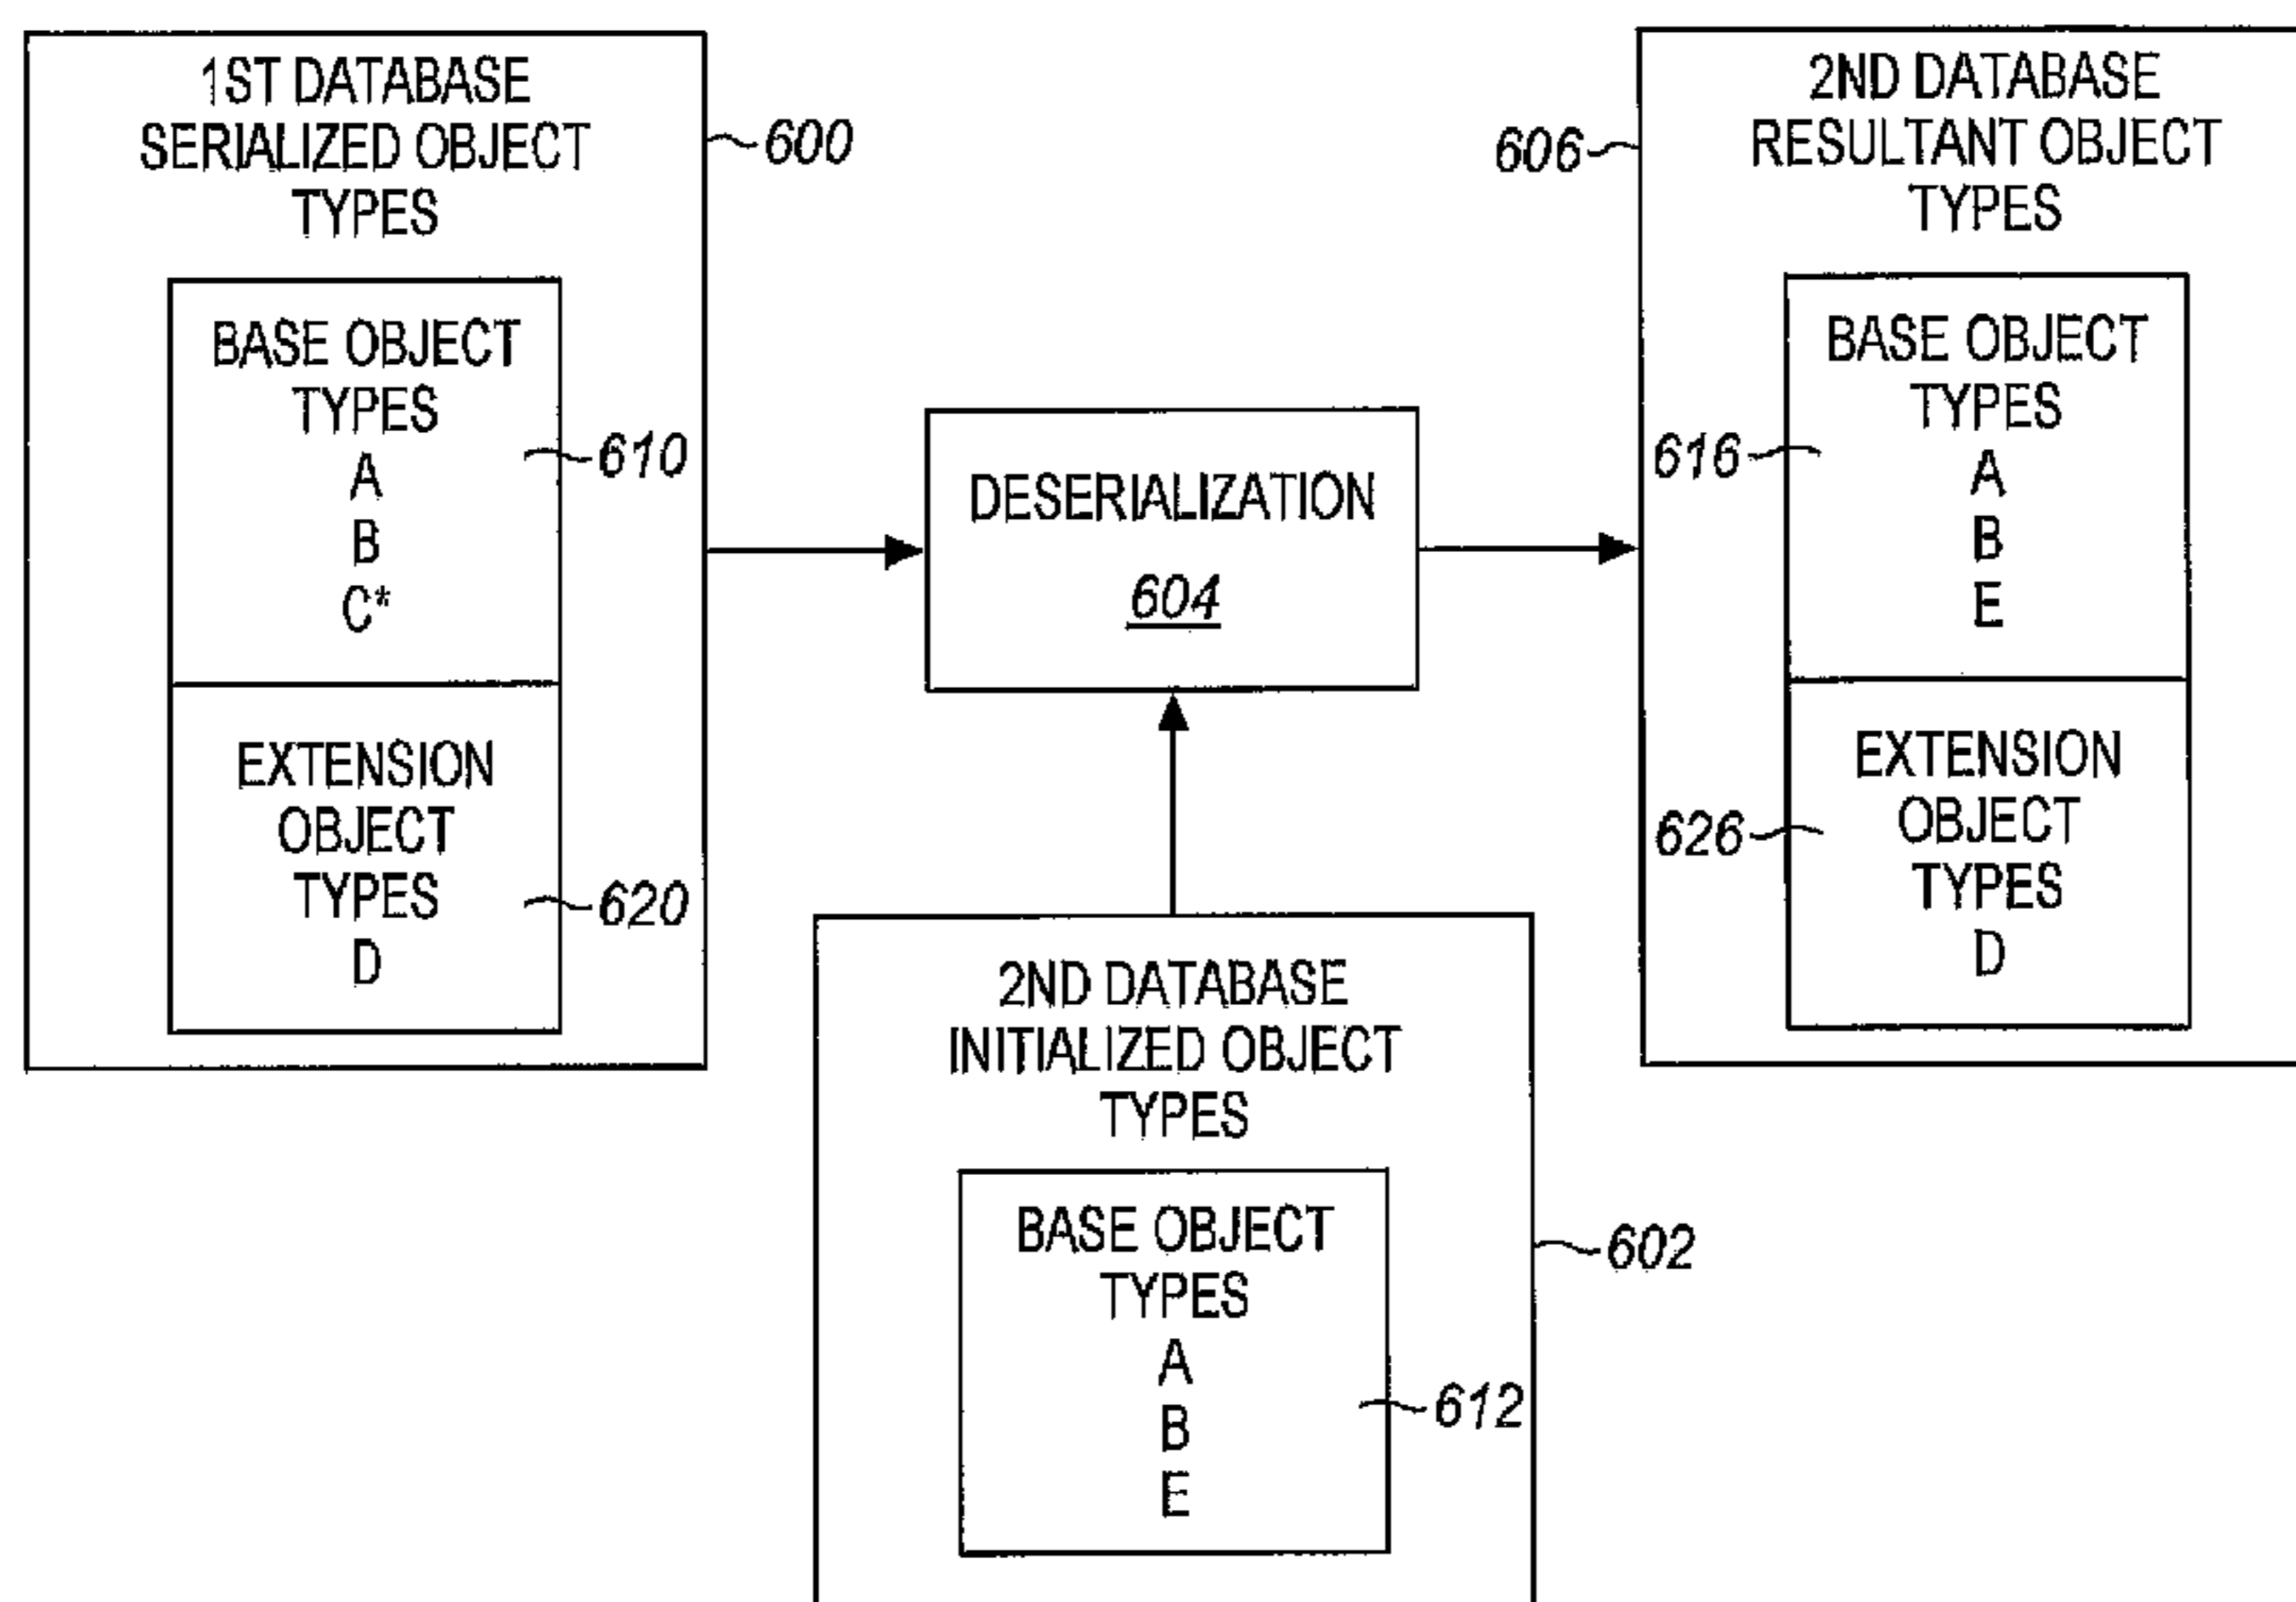 1ST DATABASE
SERIALIZED OBJECT
TYPES
600
BASE OBJECT
TYPES
A
B
C*
610
EXTENSION
OBJECT
TYPES
D
620
DESERIALIZATION
604
2ND DATABASE
INITIALIZED OBJECT
TYPES
602
BASE OBJECT
TYPES
A
B
E
612
2ND DATABASE
RESULTANT OBJECT
TYPES
606
BASE OBJECT
TYPES
A
B
E
616
EXTENSION
OBJECT
TYPES
D
626